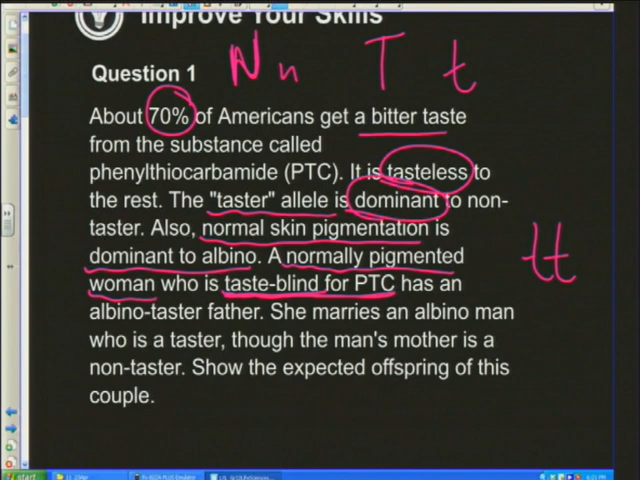 Improve Your Skills
N n T t
Question 1
About 70% of Americans get a bitter taste
from the substance called
phenylthiocarbamide (PTC). It is tasteless to
the rest. The "taster" allele is dominant to non-
taster. Also, normal skin pigmentation is
dominant to albino. A normally pigmented
tt
woman who is taste-blind for PTC has an
albino-taster father. She marries an albino man
who is a taster, though the man's mother is a
non-taster. Show the expected offspring of this
couple.
START